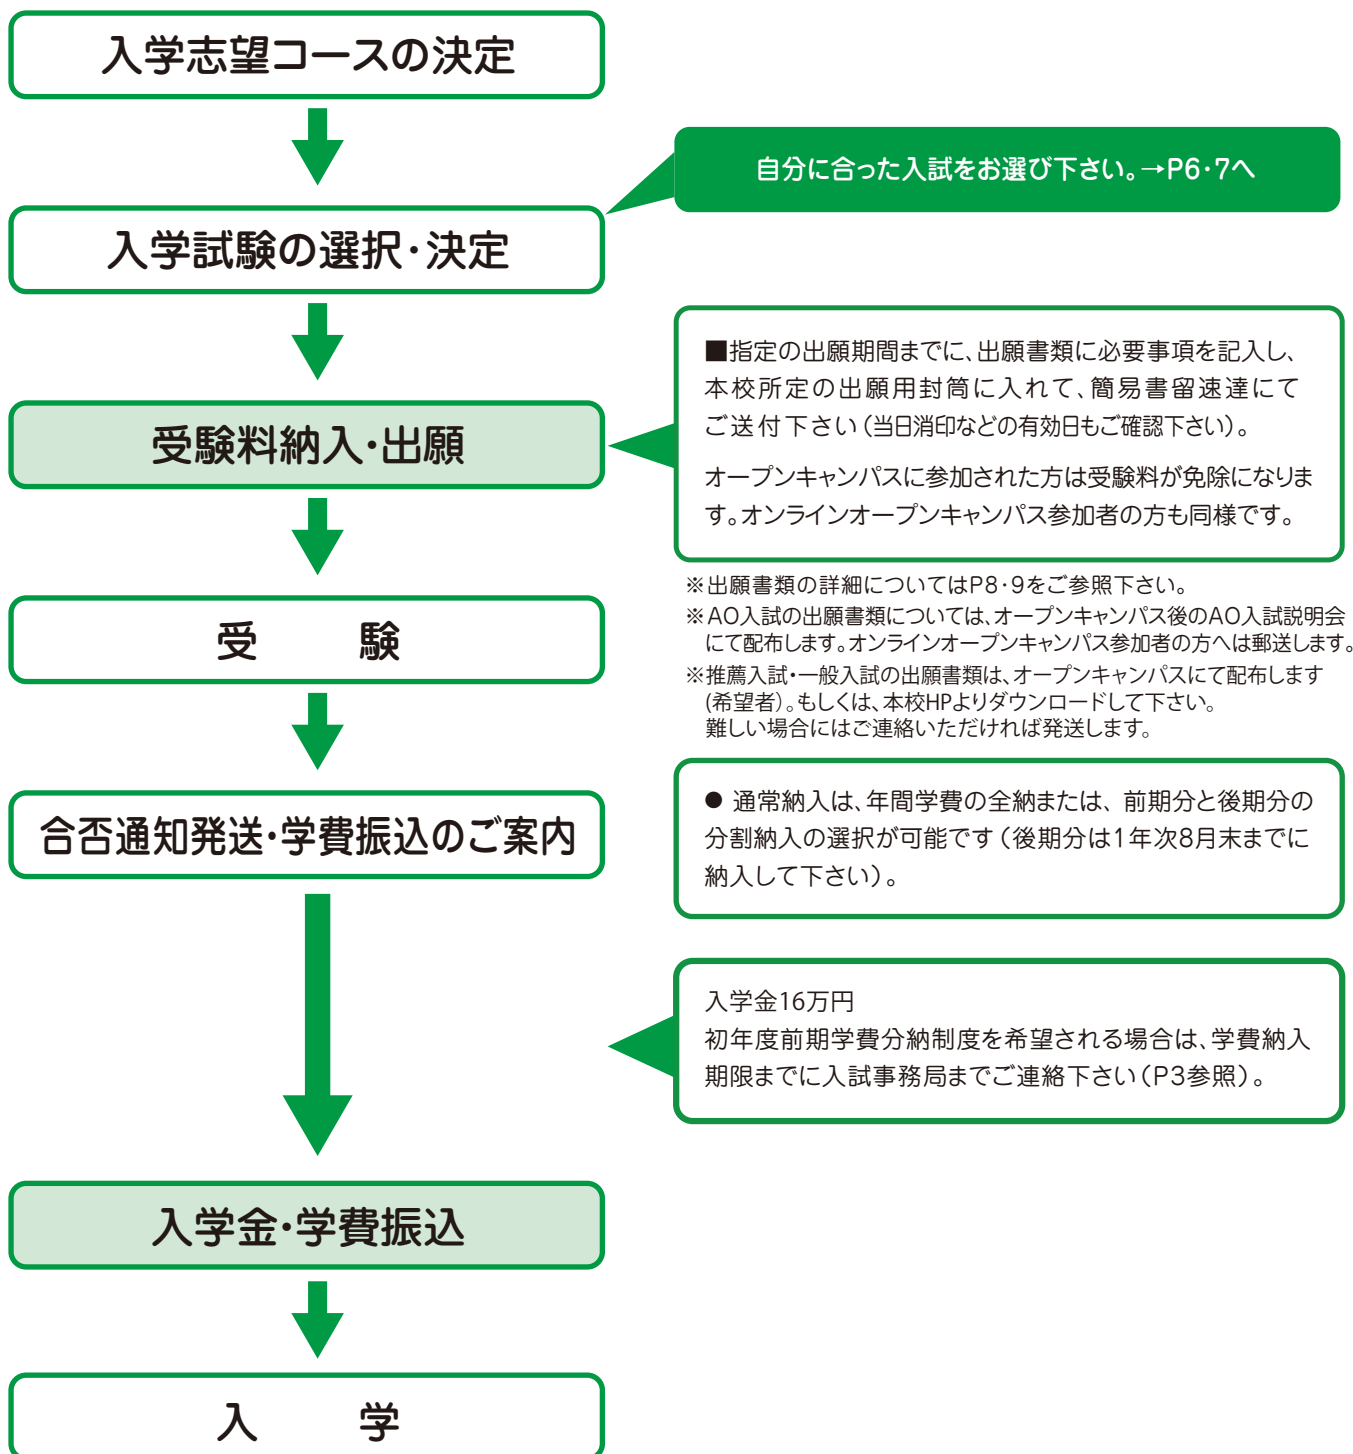 入学志望コースの決定
自分に合った入試をお選び下さい。→P6・7へ
入学試験の選択・決定
■指定の出願期間までに、出願書類に必要事項を記入し、
本校所定の出願用封筒に入れて、簡易書留速達にて
ご送付下さい（当日消印などの有効日もご確認下さい）。
オープンキャンパスに参加された方は受験料が免除になりま
す。オンラインオープンキャンパス参加者の方も同様です。
受験料納入・出願
※出願書類の詳細についてはP8・9をご参照下さい。
※AO入試の出願書類については、オープンキャンパス後のAO入試説明会
にて配布します。オンラインオープンキャンパス参加者の方へは郵送します。
※推薦入試・一般入試の出願書類は、オープンキャンパスにて配布します
(希望者)。もしくは、本校HPよりダウンロードして下さい。
難しい場合にはご連絡いただければ発送します。
受　験
● 通常納入は、年間学費の全納または、前期分と後期分の
分割納入の選択が可能です（後期分は1年次8月末までに
納入して下さい）。
合否通知発送・学費振込のご案内
入学金16万円
初年度前期学費分納制度を希望される場合は、学費納入
期限までに入試事務局までご連絡下さい（P3参照）。
入学金・学費振込
入　学